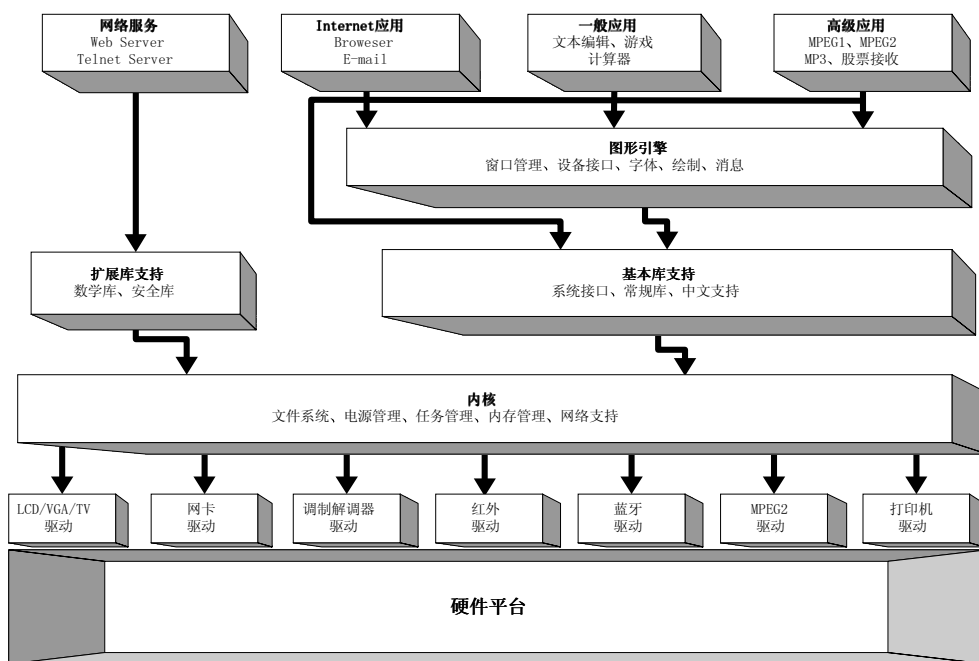 网络服务
Web Server
Telnet Server
Internet应用
Broweser
E-mail
一般应用
文本编辑、游戏
计算器
高级应用
MPEG1、MPEG2
MP3、股票接收
图形引擎
窗口管理、设备接口、字体、绘制、消息
扩展库支持
数学库、安全库
基本库支持
系统接口、常规库、中文支持
内核
文件系统、电源管理、任务管理、内存管理、网络支持
LCD/VGA/TV
驱动
网卡
驱动
调制解调器
驱动
红外
驱动
蓝牙
驱动
MPEG2
驱动
打印机
驱动
硬件平台